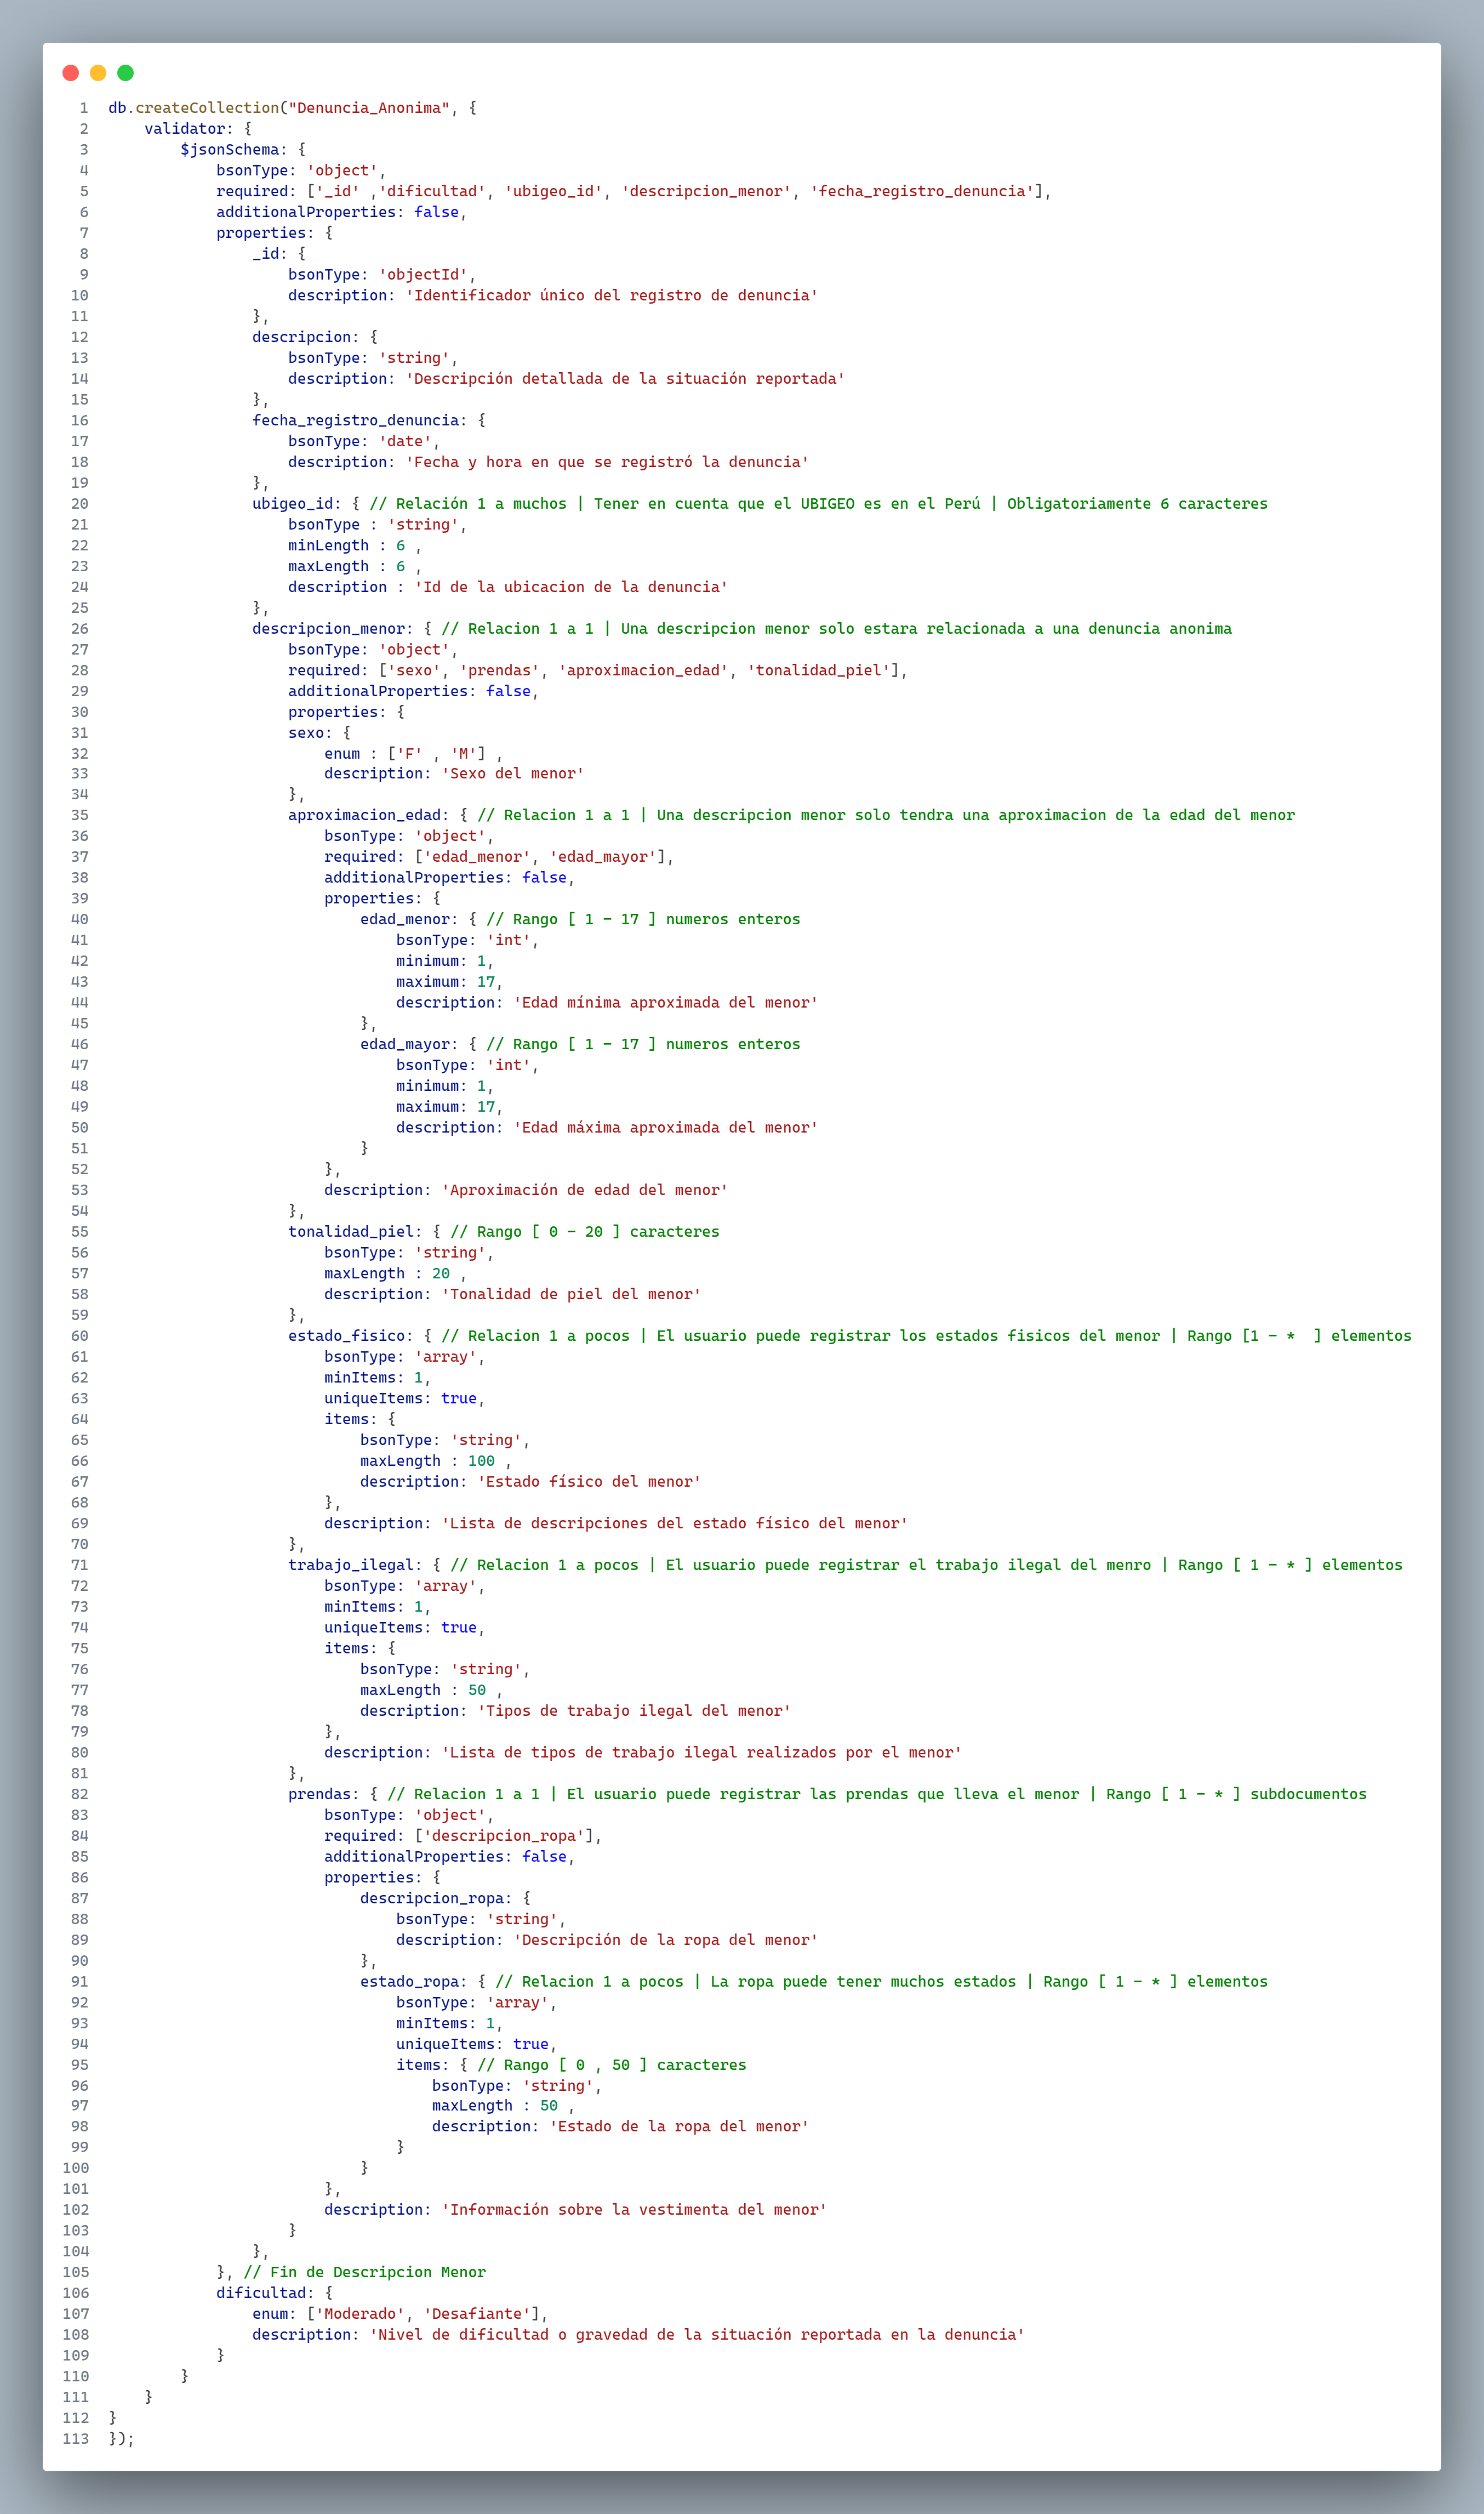 1 db.createCollection("Denuncia_Anonima", {
2     validator: {
3         $jsonSchema: {
4             bsonType: 'object',
5             required: ['_id' ,'dificultad', 'ubigeo_id', 'descripcion_menor', 'fecha_registro_denuncia'],
6             additionalProperties: false,
7             properties: {
8                 _id: {
9                     bsonType: 'objectId',
10                     description: 'Identificador único del registro de denuncia'
11                 },
12                 descripcion: {
13                     bsonType: 'string',
14                     description: 'Descripción detallada de la situación reportada'
15                 },
16                 fecha_registro_denuncia: {
17                     bsonType: 'date',
18                     description: 'Fecha y hora en que se registró la denuncia'
19                 },
20                 ubigeo_id: { // Relación 1 a muchos | Tener en cuenta que el UBIGEO es en el Perú | Obligatoriamente 6 caracteres
21                     bsonType : 'string',
22                     minLength : 6 ,
23                     maxLength : 6 ,
24                     description : 'Id de la ubicacion de la denuncia'
25                 },
26                 descripcion_menor: { // Relacion 1 a 1 | Una descripcion menor solo estara relacionada a una denuncia anonima
27                     bsonType: 'object',
28                     required: ['sexo', 'prendas', 'aproximacion_edad', 'tonalidad_piel'],
29                     additionalProperties: false,
30                     properties: {
31                     sexo: {
32                         enum : ['F' , 'M'] ,
33                         description: 'Sexo del menor'
34                     },
35                     aproximacion_edad: { // Relacion 1 a 1 | Una descripcion menor solo tendra una aproximacion de la edad del menor
36                         bsonType: 'object',
37                         required: ['edad_menor', 'edad_mayor'],
38                         additionalProperties: false,
39                         properties: {
40                             edad_menor: { // Rango [ 1 - 17 ] numeros enteros
41                                 bsonType: 'int',
42                                 minimum: 1,
43                                 maximum: 17,
44                                 description: 'Edad mínima aproximada del menor'
45                             },
46                             edad_mayor: { // Rango [ 1 - 17 ] numeros enteros
47                                 bsonType: 'int',
48                                 minimum: 1,
49                                 maximum: 17,
50                                 description: 'Edad máxima aproximada del menor'
51                             }
52                         },
53                         description: 'Aproximación de edad del menor'
54                     },
55                     tonalidad_piel: { // Rango [ 0 - 20 ] caracteres
56                         bsonType: 'string',
57                         maxLength : 20 ,
58                         description: 'Tonalidad de piel del menor'
59                     },
60                     estado_fisico: { // Relacion 1 a pocos | El usuario puede registrar los estados fisicos del menor | Rango [1 - *  ] elementos
61                         bsonType: 'array',
62                         minItems: 1,
63                         uniqueItems: true,
64                         items: {
65                             bsonType: 'string',
66                             maxLength : 100 ,
67                             description: 'Estado físico del menor'
68                         },
69                         description: 'Lista de descripciones del estado físico del menor'
70                     },
71                     trabajo_ilegal: { // Relacion 1 a pocos | El usuario puede registrar el trabajo ilegal del menro | Rango [ 1 - * ] elementos
72                         bsonType: 'array',
73                         minItems: 1,
74                         uniqueItems: true,
75                         items: {
76                             bsonType: 'string',
77                             maxLength : 50 ,
78                             description: 'Tipos de trabajo ilegal del menor'
79                         },
80                         description: 'Lista de tipos de trabajo ilegal realizados por el menor'
81                     },
82                     prendas: { // Relacion 1 a 1 | El usuario puede registrar las prendas que lleva el menor | Rango [ 1 - * ] subdocumentos
83                         bsonType: 'object',
84                         required: ['descripcion_ropa'],
85                         additionalProperties: false,
86                         properties: {
87                             descripcion_ropa: {
88                                 bsonType: 'string',
89                                 description: 'Descripción de la ropa del menor'
90                             },
91                             estado_ropa: { // Relacion 1 a pocos | La ropa puede tener muchos estados | Rango [ 1 - * ] elementos
92                                 bsonType: 'array',
93                                 minItems: 1,
94                                 uniqueItems: true,
95                                 items: { // Rango [ 0 , 50 ] caracteres
96                                     bsonType: 'string',
97                                     maxLength : 50 ,
98                                     description: 'Estado de la ropa del menor'
99                                 }
100                             }
101                         },
102                         description: 'Información sobre la vestimenta del menor'
103                     }
104                 },
105             }, // Fin de Descripcion Menor
106             dificultad: {
107                 enum: ['Moderado', 'Desafiante'],
108                 description: 'Nivel de dificultad o gravedad de la situación reportada en la denuncia'
109             }
110         }
111     }
112 }
113 });